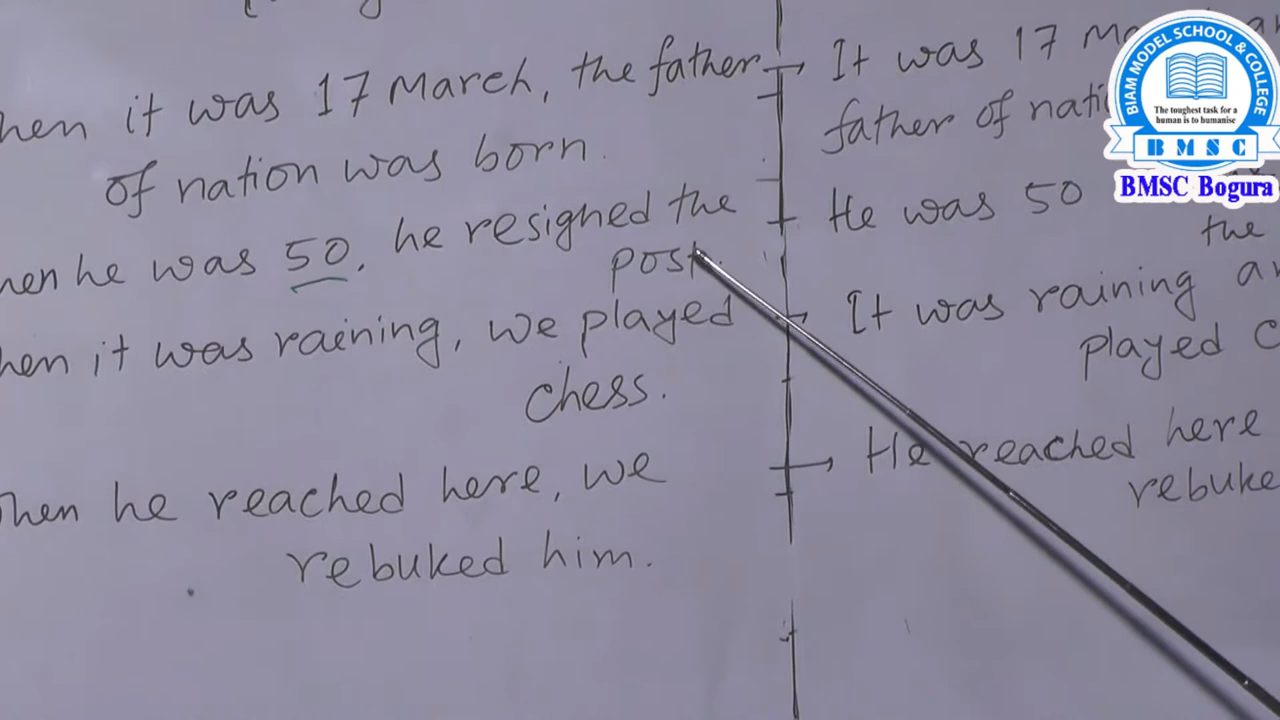 hen it was 17 March, the father
of nation was born.
hen he was 50, he resigned the
post.
hen it was raining, we played
chess.
hen he reached here, we
rebuked him.
It was 17
father of
He was 50
the
It was raining
played
He reached here
rebuke
BIAM MODEL SCHOOL & COLLEGE
The toughest task for a
human is to humanise
BMSC
BMSC Bogura